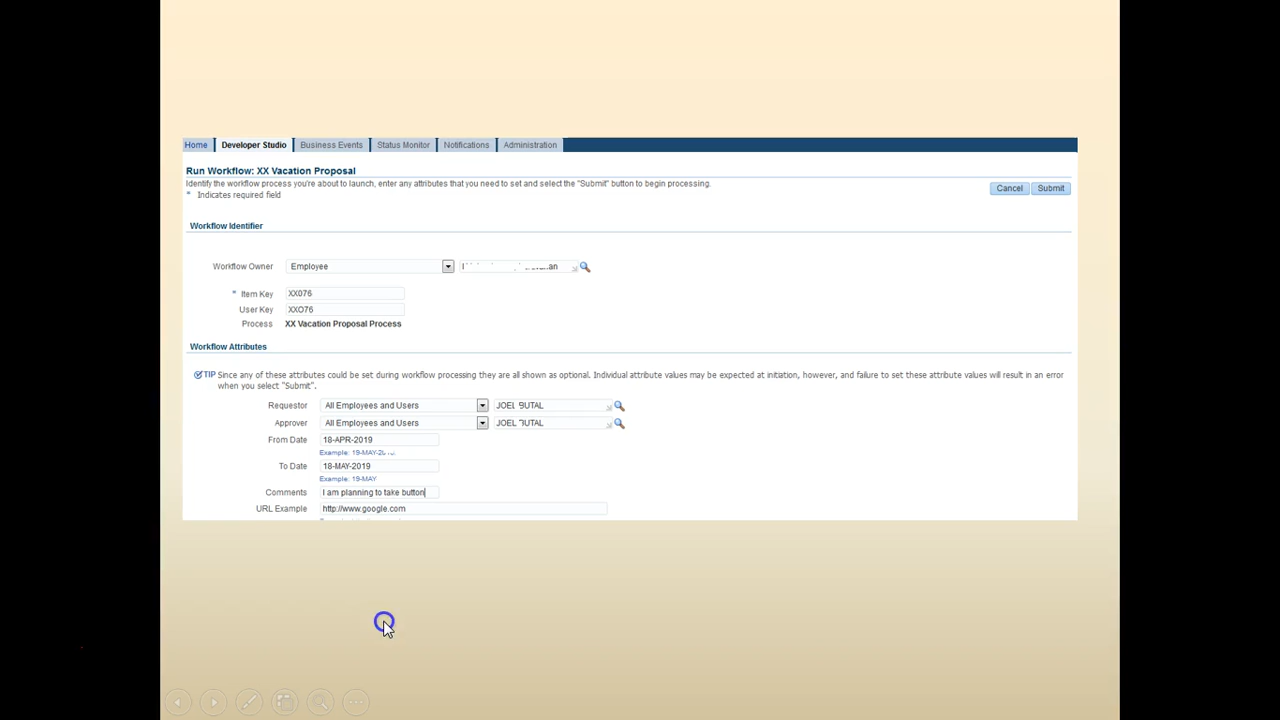 Home Developer Studio Business Events Status Monitor Notifications Administration
Run Workflow: XX Vacation Proposal
Identify the workflow process you're about to launch, enter any attributes that you need to set and select the "Submit" button to begin processing.
* Indicates required field
Cancel Submit
Workflow Identifier
Workflow Owner Employee
* Item Key XX076
User Key XXO76
Process XX Vacation Proposal Process
Workflow Attributes
TIP Since any of these attributes could be set during workflow processing they are all shown as optional. Individual attribute values may be expected at initiation, however, and failure to set these attribute values will result in an error
when you select "Submit".
Requestor All Employees and Users JOEL
Approver All Employees and Users JOEL
From Date 18-APR-2019
Example: 19-MAY-
To Date 18-MAY-2019
Example: 19-MAY
Comments I am planning to take button
URL Example http://www.google.com